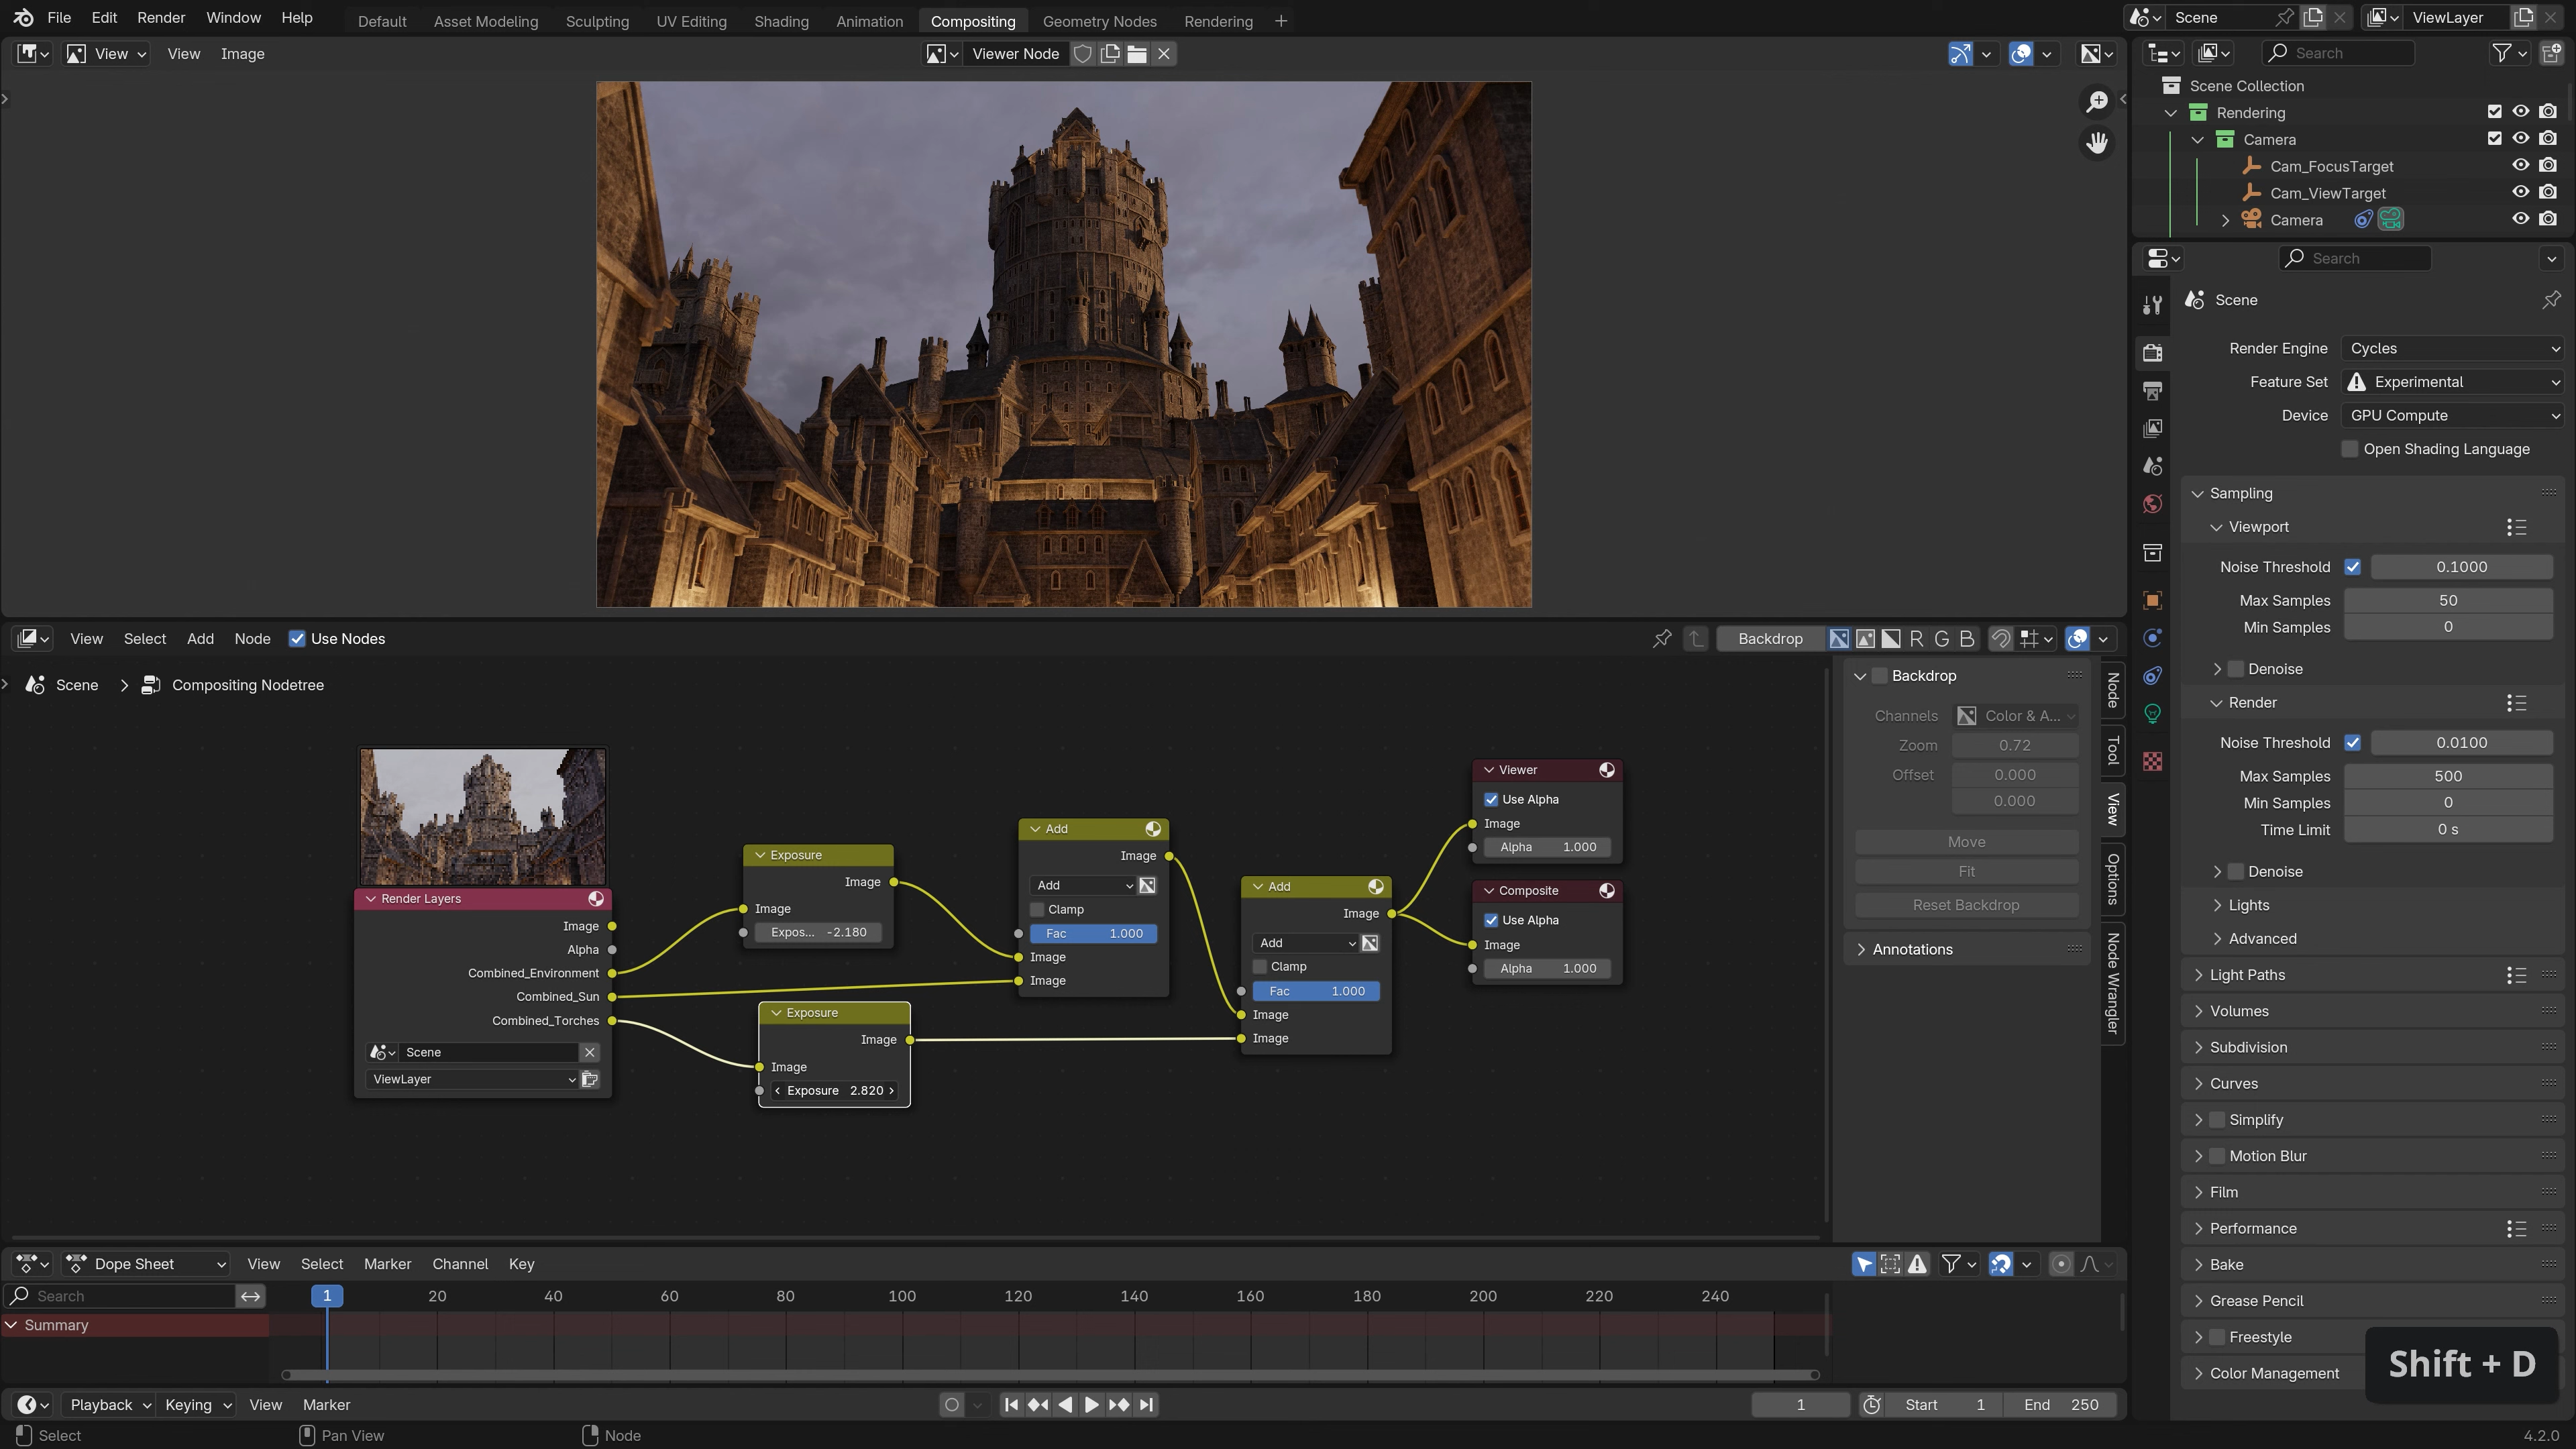 File Edit Render Window Help
Default Asset Modeling Sculpting UV Editing Shading Animation Compositing Geometry Nodes Rendering
Scene ViewLayer
View View Image
Viewer Node
Search
Scene Collection
Rendering
Camera
Cam_FocusTarget
Cam_ViewTarget
Camera
Search
Scene
Render Engine Cycles
Feature Set Experimental
Device GPU Compute
Open Shading Language
Sampling
Viewport
Noise Threshold 0.1000
Max Samples 50
Min Samples 0
Denoise
Render
Noise Threshold 0.0100
Max Samples 500
Min Samples 0
Time Limit 0 s
Denoise
Lights
Advanced
Light Paths
Volumes
Subdivision
Curves
Simplify
Motion Blur
Film
Performance
Bake
Grease Pencil
Freestyle
Color Management
Shift + D
View Select Add Node Use Nodes
Backdrop R G B
Scene > Compositing Nodetree
Render Layers
Image
Alpha
Combined_Environment
Combined_Sun
Combined_Torches
Scene
ViewLayer
Exposure
Image
Image
Expos... -2.180
Exposure
Image
Image
Exposure 2.820
Add
Image
Add
Clamp
Fac 1.000
Image
Image
Add
Image
Add
Clamp
Fac 1.000
Image
Image
Viewer
Use Alpha
Image
Alpha 1.000
Composite
Use Alpha
Image
Alpha 1.000
Backdrop
Channels Color & A...
Zoom 0.72
Offset 0.000
0.000
Move
Fit
Reset Backdrop
Annotations
Node
Tool
View
Options
Node Wrangler
Dope Sheet View Select Marker Channel Key
Search
1 20 40 60 80 100 120 140 160 180 200 220 240
Summary
Playback Keying View Marker
1 Start 1 End 250
Select Pan View Node
4.2.0